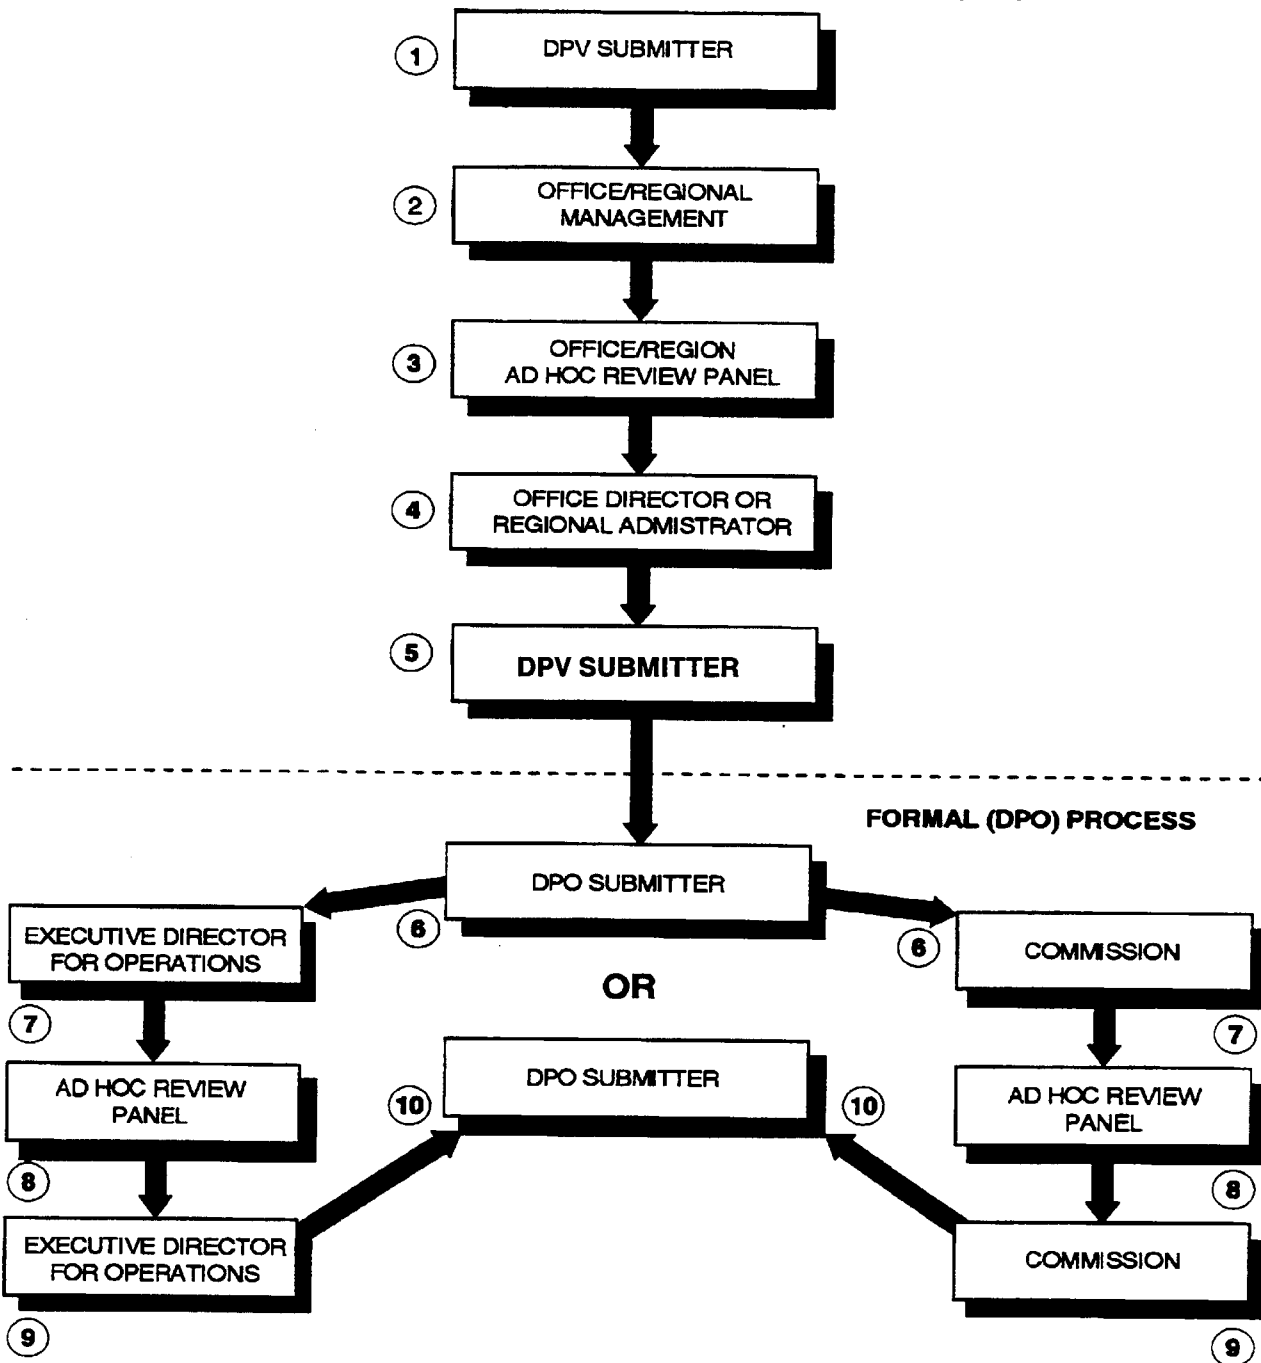 1
DPV SUBMITTER
2
OFFICE/REGIONAL
MANAGEMENT
3
OFFICE/REGION
AD HOC REVIEW PANEL
4
OFFICE DIRECTOR OR
REGIONAL ADMISTRATOR
5
DPV SUBMITTER
FORMAL (DPO) PROCESS
DPO SUBMITTER
6
6
EXECUTIVE DIRECTOR
FOR OPERATIONS
COMMISSION
OR
7
7
AD HOC REVIEW
PANEL
DPO SUBMITTER
10
10
AD HOC REVIEW
PANEL
8
8
EXECUTIVE DIRECTOR
FOR OPERATIONS
COMMISSION
9
9